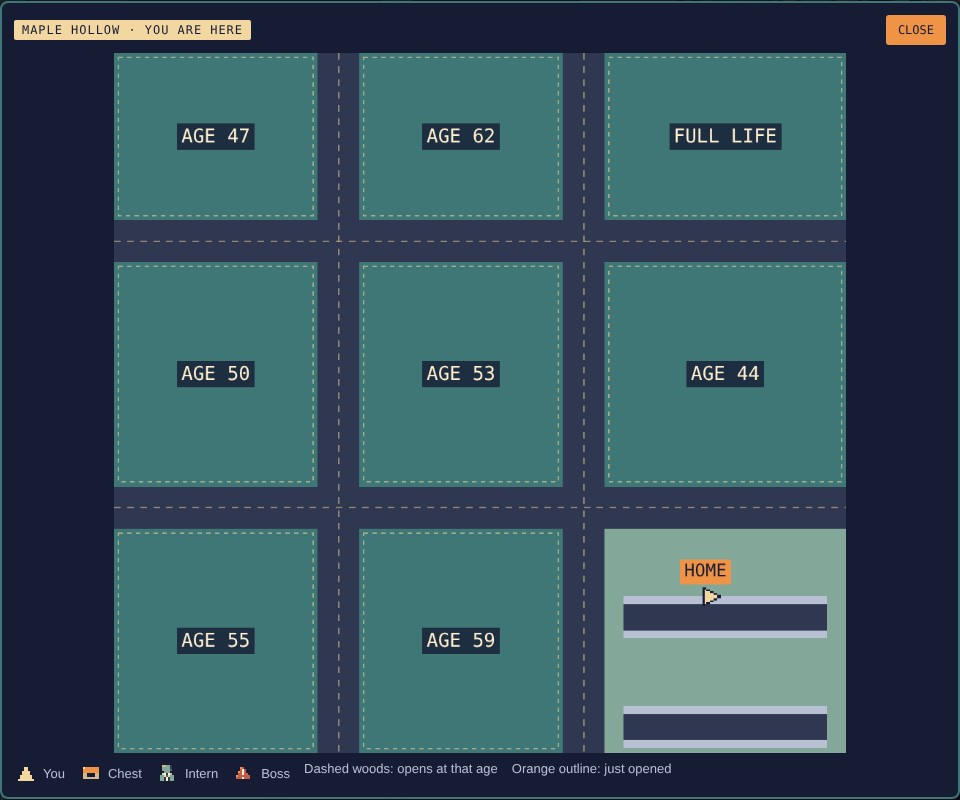 MAPLE HOLLOW · YOU ARE HERE
CLOSE
AGE 47
AGE 62
FULL LIFE
AGE 50
AGE 53
AGE 44
HOME
AGE 55
AGE 59
You
Chest
Intern
Boss
Dashed woods: opens at that age
Orange outline: just opened